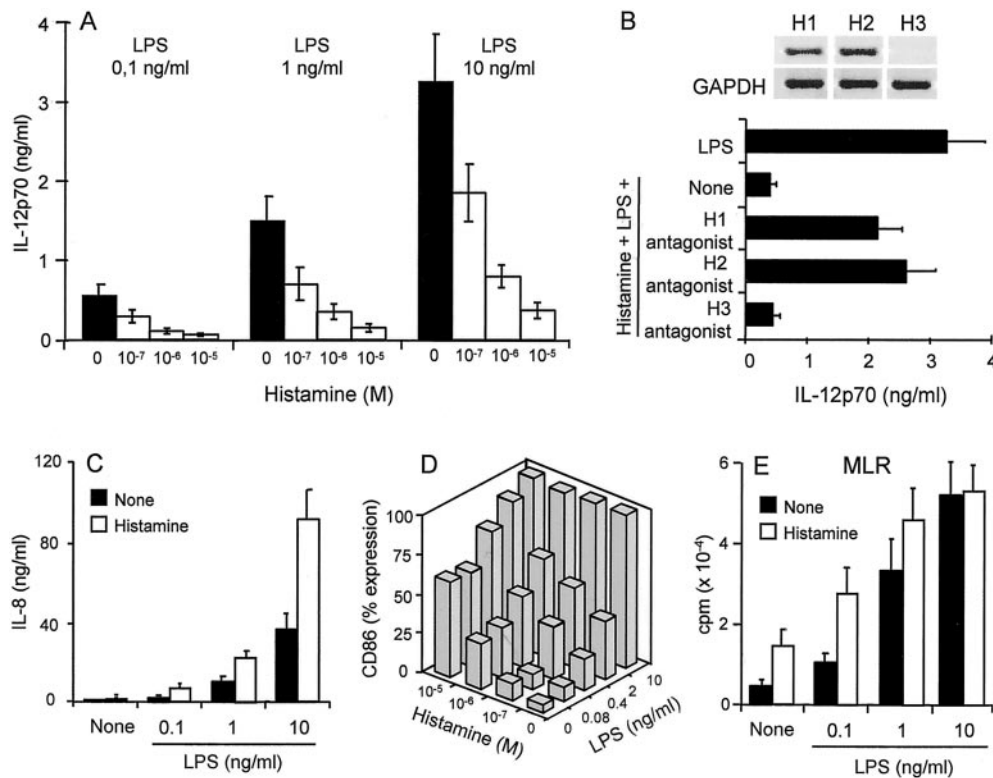 A
LPS
0,1 ng/ml
LPS
1 ng/ml
LPS
10 ng/ml
IL-12p70 (ng/ml)
4
3
2
1
0
0 10⁻⁷ 10⁻⁶ 10⁻⁵ 0 10⁻⁷ 10⁻⁶ 10⁻⁵ 0 10⁻⁷ 10⁻⁶ 10⁻⁵
Histamine (M)
B
H1 H2 H3
GAPDH
LPS
Histamine + LPS +
None
H1
antagonist
H2
antagonist
H3
antagonist
0 1 2 3 4
IL-12p70 (ng/ml)
C
IL-8 (ng/ml)
120
80
40
0
None
Histamine
None 0.1 1 10
LPS (ng/ml)
D
CD86 (% expression)
100
75
50
25
0
10⁻⁵ 10⁻⁶ 10⁻⁷ 0
Histamine (M)
0 0.08 0.4 2 10
LPS (ng/ml)
E
MLR
cpm (x 10⁻⁴)
6
4
2
0
None
Histamine
None 0.1 1 10
LPS (ng/ml)